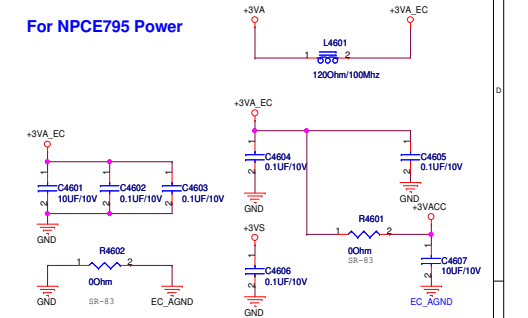 For NPCE795 Power
+3VA
+3VA_EC
L4601
1
2
120Ohm/100Mhz
D
+3VA_EC
1
2
C4604
0.1UF/10V
GND
1
2
C4605
0.1UF/10V
GND
+3VACC
+3VA_EC
1
2
C4601
10UF/10V
1
2
C4602
0.1UF/10V
1
2
C4603
0.1UF/10V
GND
R4601
1
2
0Ohm
SR-83
+3VS
1
2
C4606
0.1UF/10V
GND
1
2
C4607
10UF/10V
EC_AGND
R4602
1
2
0Ohm
GND
SR-83
EC_AGND